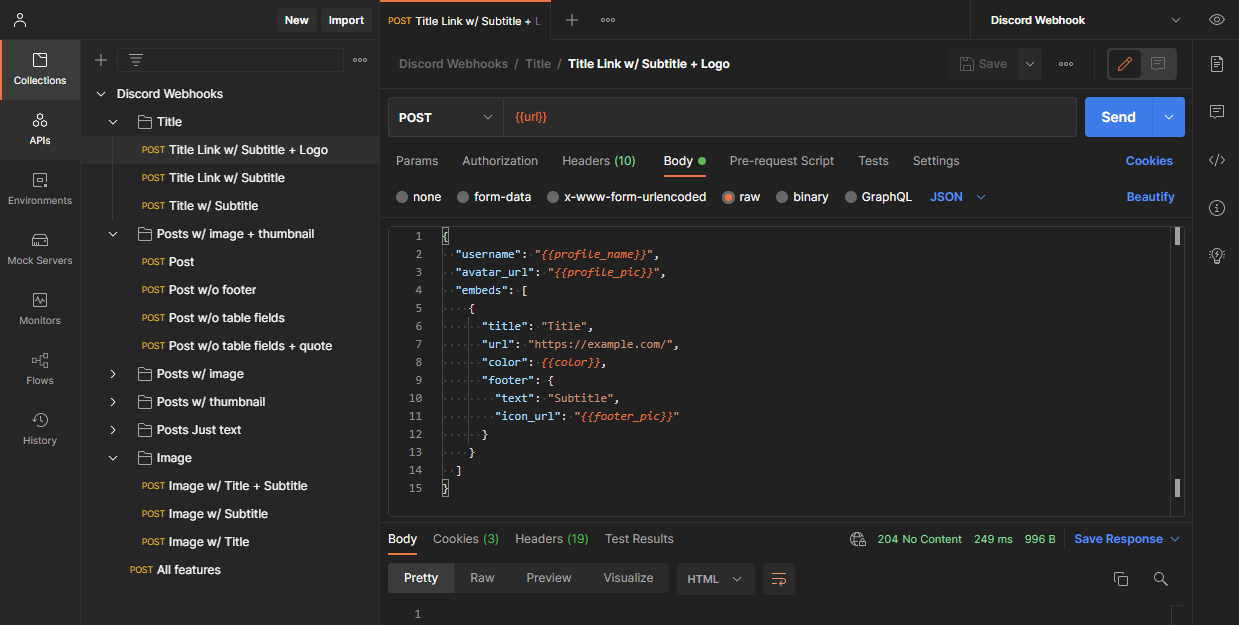 New Import
POST Title Link w/ Subtitle + L
Discord Webhook
Collections
APIs
Environments
Mock Servers
Monitors
Flows
History
Discord Webhooks
Title
POST Title Link w/ Subtitle + Logo
POST Title Link w/ Subtitle
POST Title w/ Subtitle
Posts w/ image + thumbnail
POST Post
POST Post w/o footer
POST Post w/o table fields
POST Post w/o table fields + quote
Posts w/ image
Posts w/ thumbnail
Posts Just text
Image
POST Image w/ Title + Subtitle
POST Image w/ Subtitle
POST Image w/ Title
POST All features
Discord Webhooks / Title / Title Link w/ Subtitle + Logo
Save
POST {{url}} Send
Params Authorization Headers (10) Body Pre-request Script Tests Settings Cookies
none form-data x-www-form-urlencoded raw binary GraphQL JSON Beautify
1 {
2 "username": "{{profile_name}}",
3 "avatar_url": "{{profile_pic}}",
4 "embeds": [
5 {
6 "title": "Title",
7 "url": "https://example.com/",
8 "color": {{color}},
9 "footer": {
10 "text": "Subtitle",
11 "icon_url": "{{footer_pic}}"
12 }
13 }
14 ]
15 }
Body Cookies (3) Headers (19) Test Results 204 No Content 249 ms 996 B Save Response
Pretty Raw Preview Visualize HTML
1